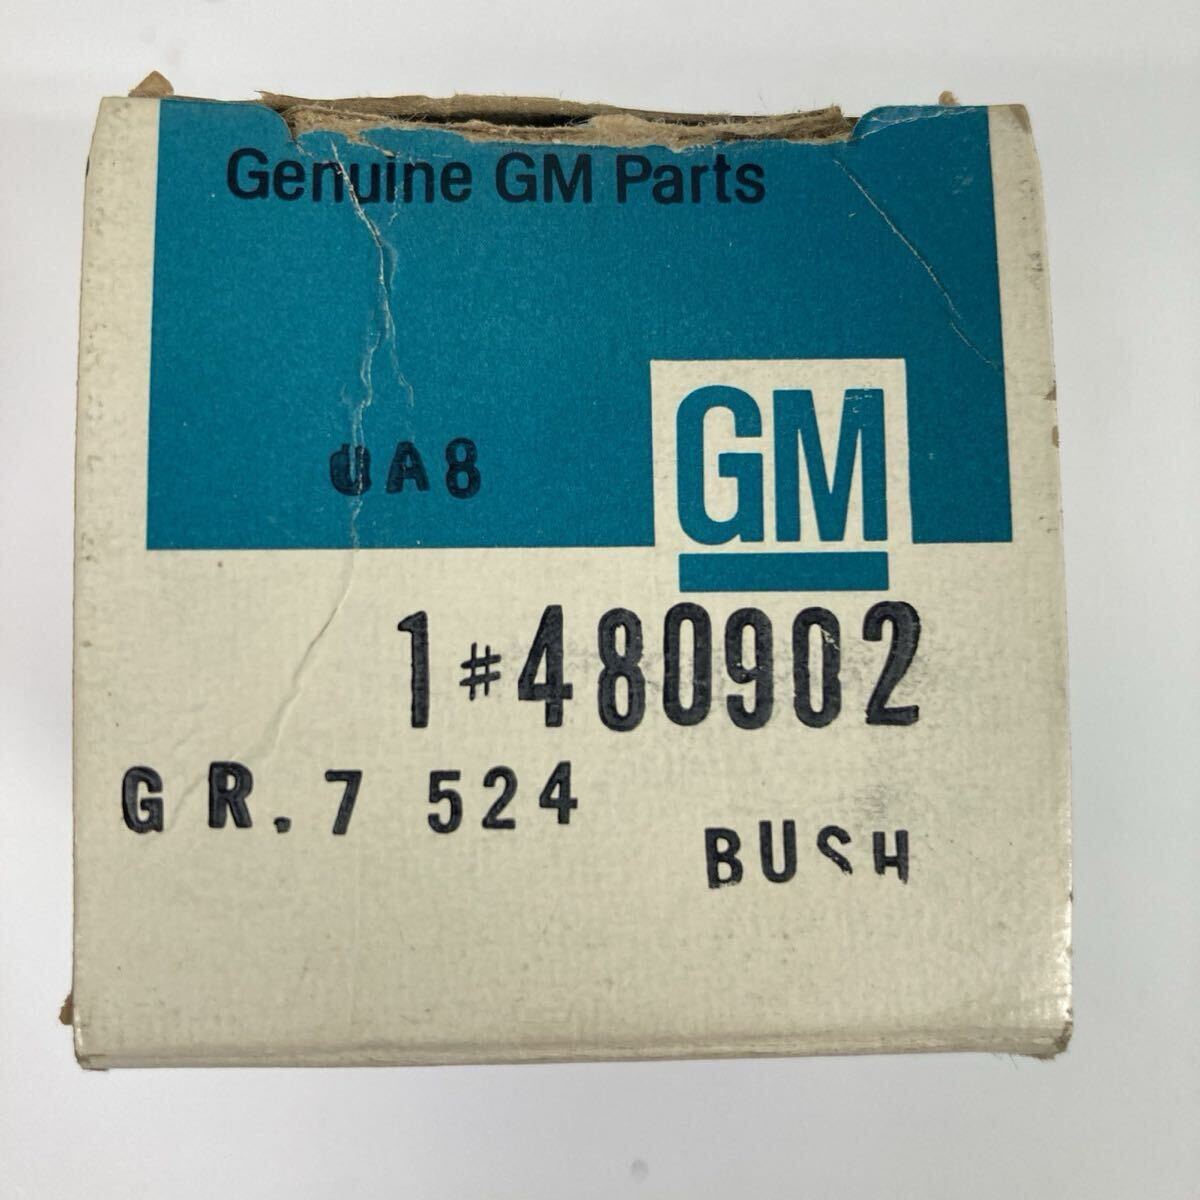 Genuine GM Parts
GM
UA8
1 #480902
GR.7 524
BUSH